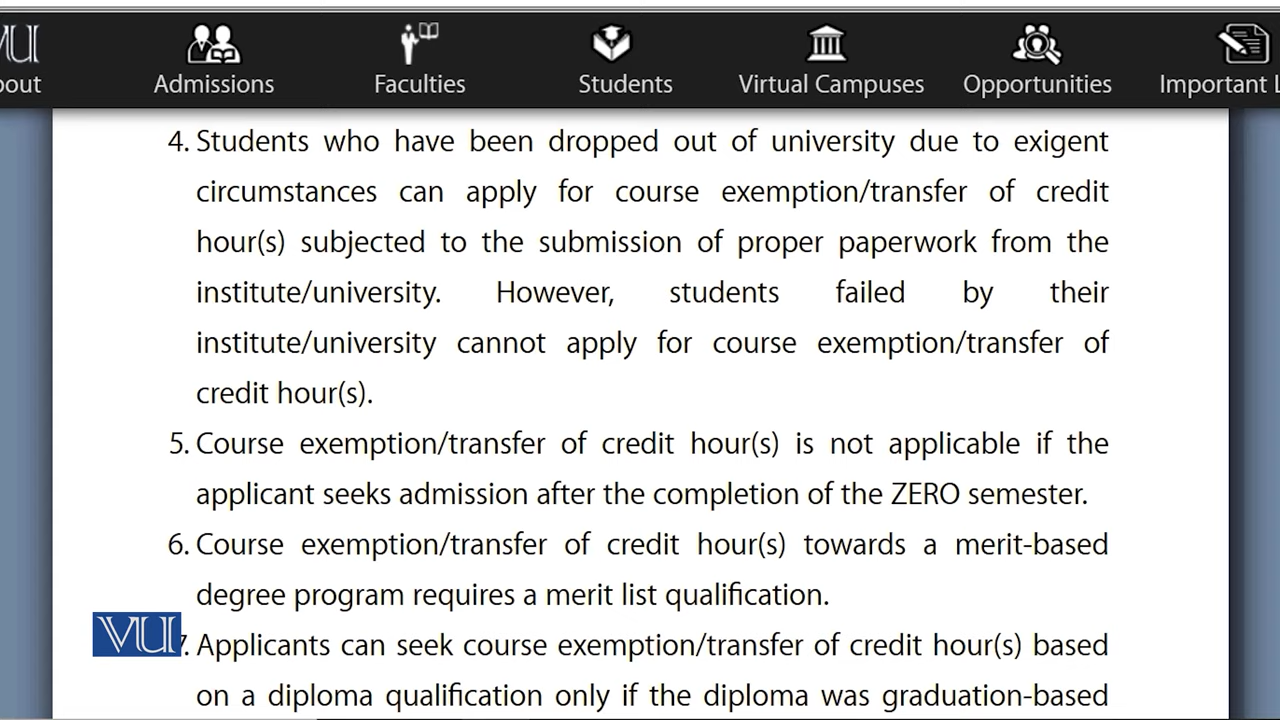 VU
bout
Admissions
Faculties
Students
Virtual Campuses
Opportunities
Important L
4. Students who have been dropped out of university due to exigent
circumstances can apply for course exemption/transfer of credit
hour(s) subjected to the submission of proper paperwork from the
institute/university. However, students failed by their
institute/university cannot apply for course exemption/transfer of
credit hour(s).
5. Course exemption/transfer of credit hour(s) is not applicable if the
applicant seeks admission after the completion of the ZERO semester.
6. Course exemption/transfer of credit hour(s) towards a merit-based
degree program requires a merit list qualification.
VU
7. Applicants can seek course exemption/transfer of credit hour(s) based
on a diploma qualification only if the diploma was graduation-based